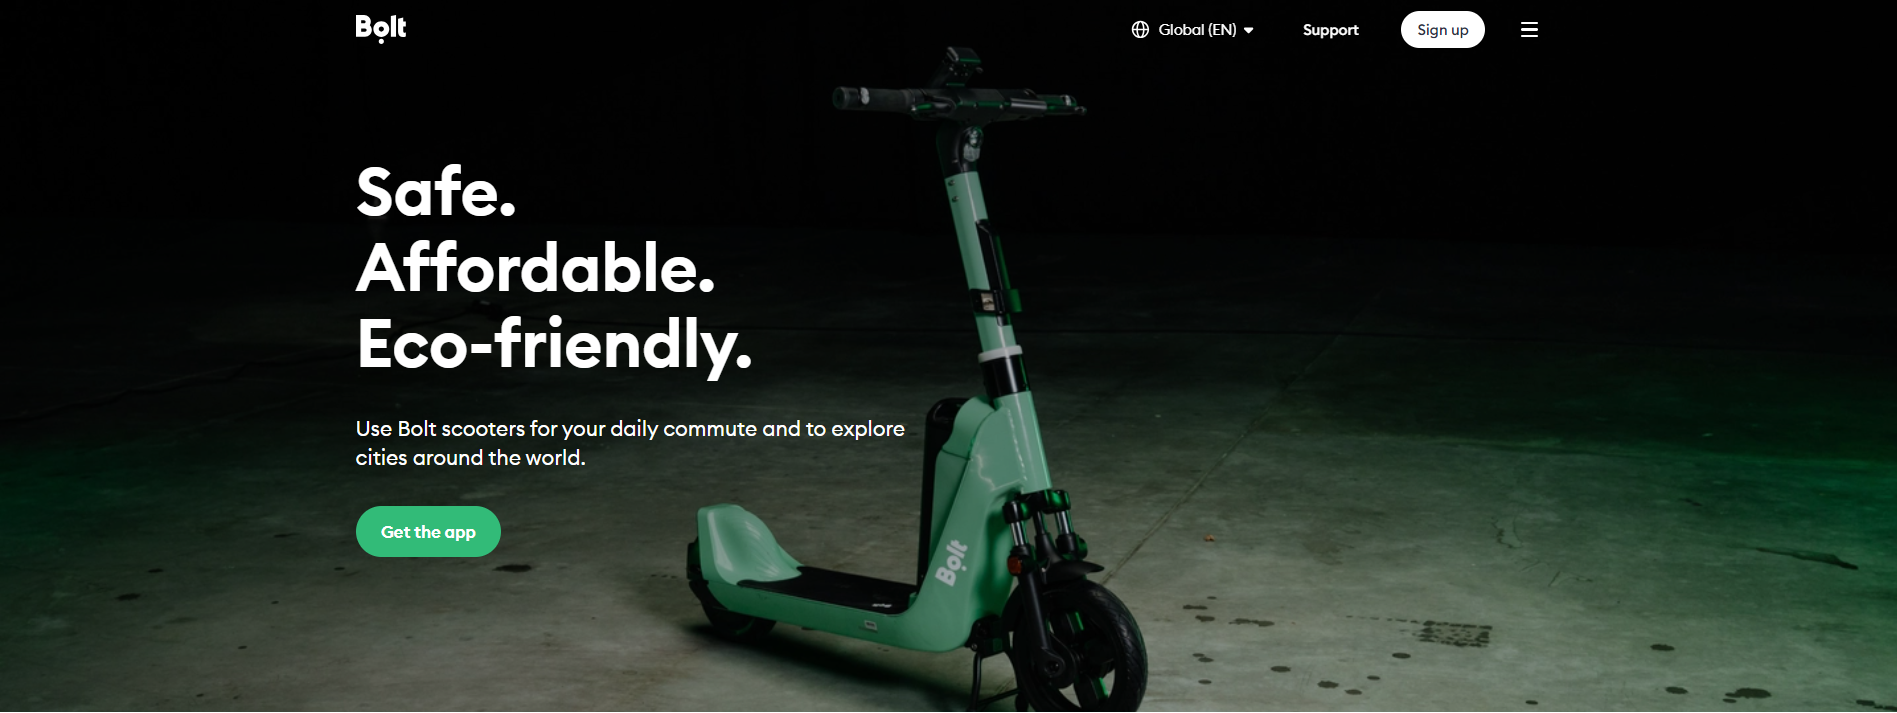 Bolt
Global (EN)
Support
Sign up
Safe.
Affordable.
Eco-friendly.
Use Bolt scooters for your daily commute and to explore
cities around the world.
Get the app
Bolt